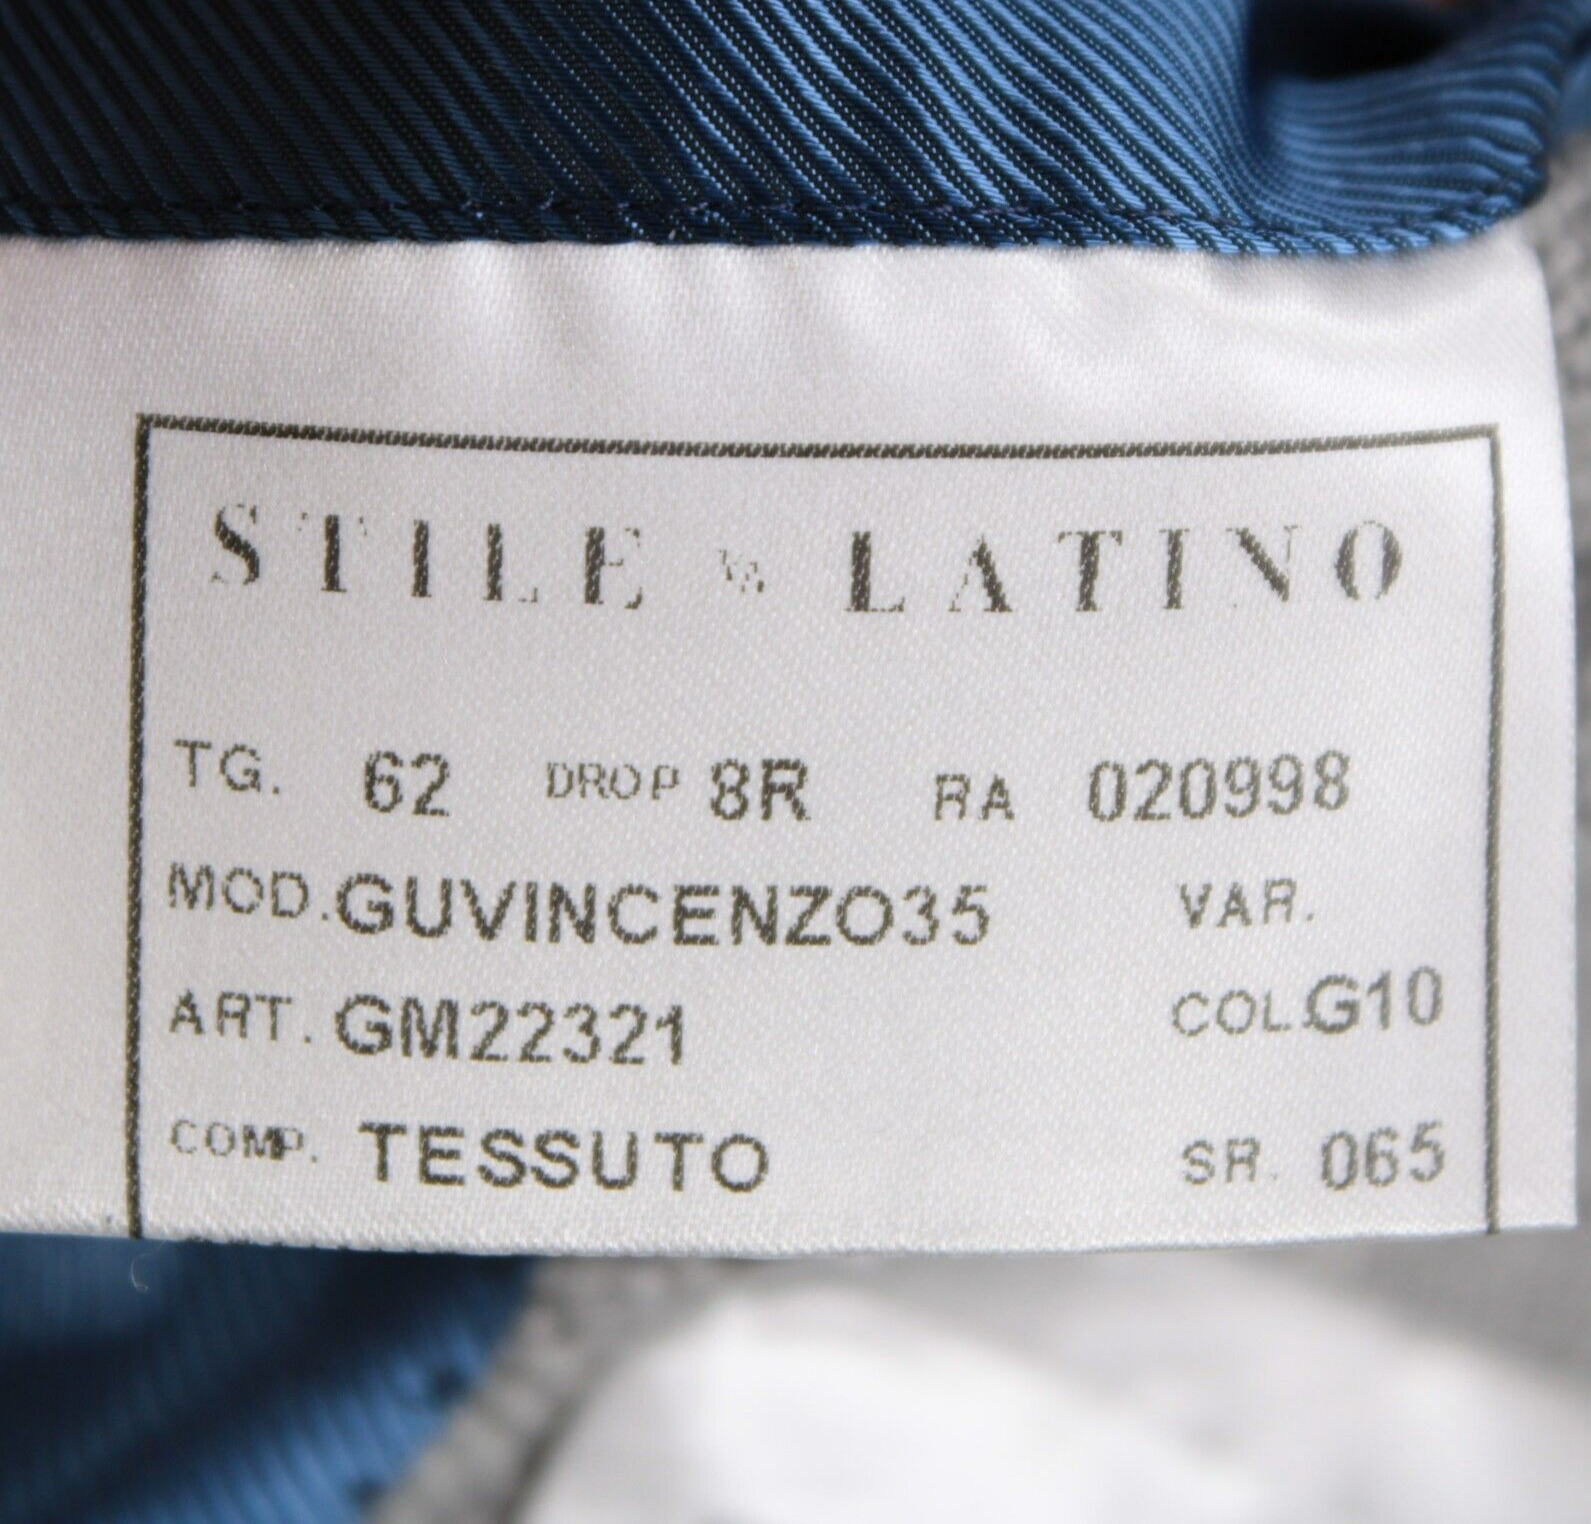 STILE LATINO
TG. 62 DROP 8R RA 020998
MOD. GUVINCENZO35 VAR.
ART. GM22321 COL. G10
COMP. TESSUTO SR. 065